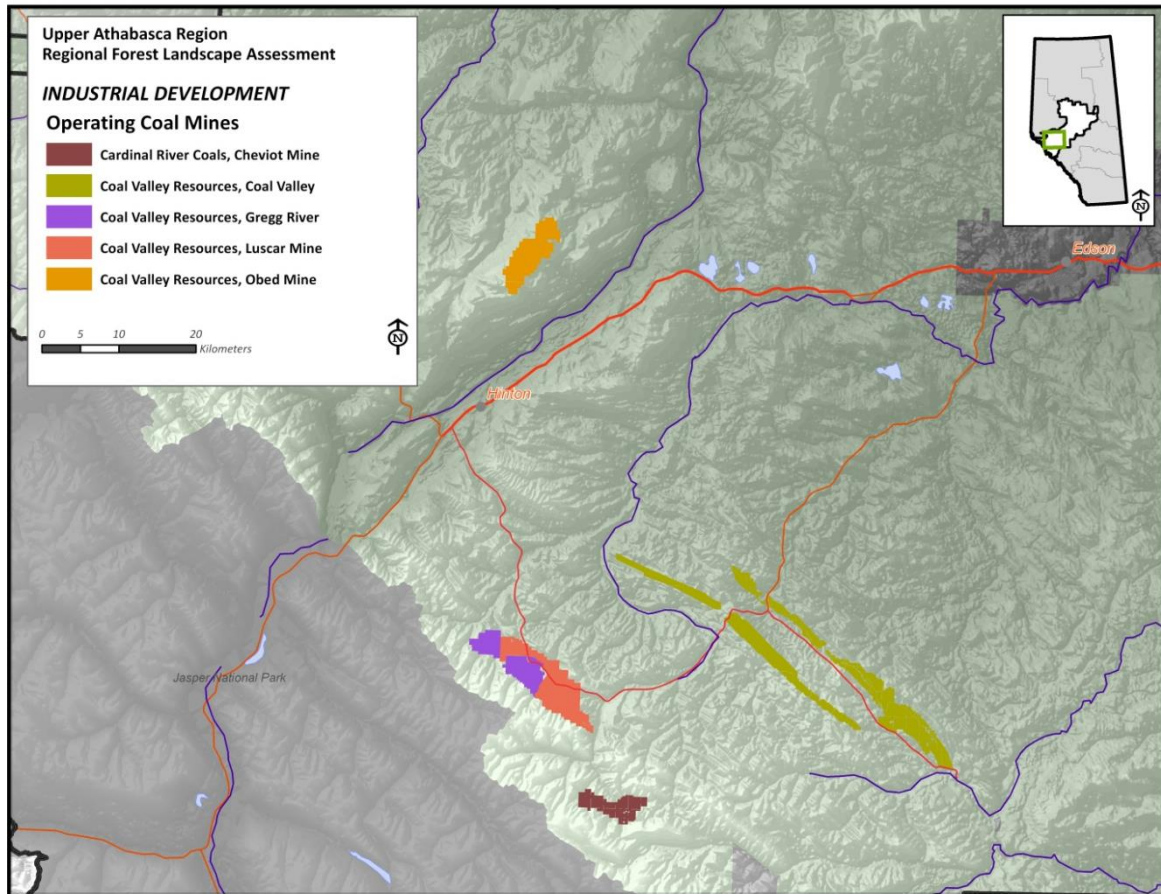 Upper Athabasca Region
Regional Forest Landscape Assessment
INDUSTRIAL DEVELOPMENT
Operating Coal Mines
Cardinal River Coals, Cheviot Mine
Coal Valley Resources, Coal Valley
Coal Valley Resources, Gregg River
Coal Valley Resources, Luscar Mine
Coal Valley Resources, Obed Mine
0 5 10 20
Kilometers
N
N
Edson
Hinton
Jasper National Park